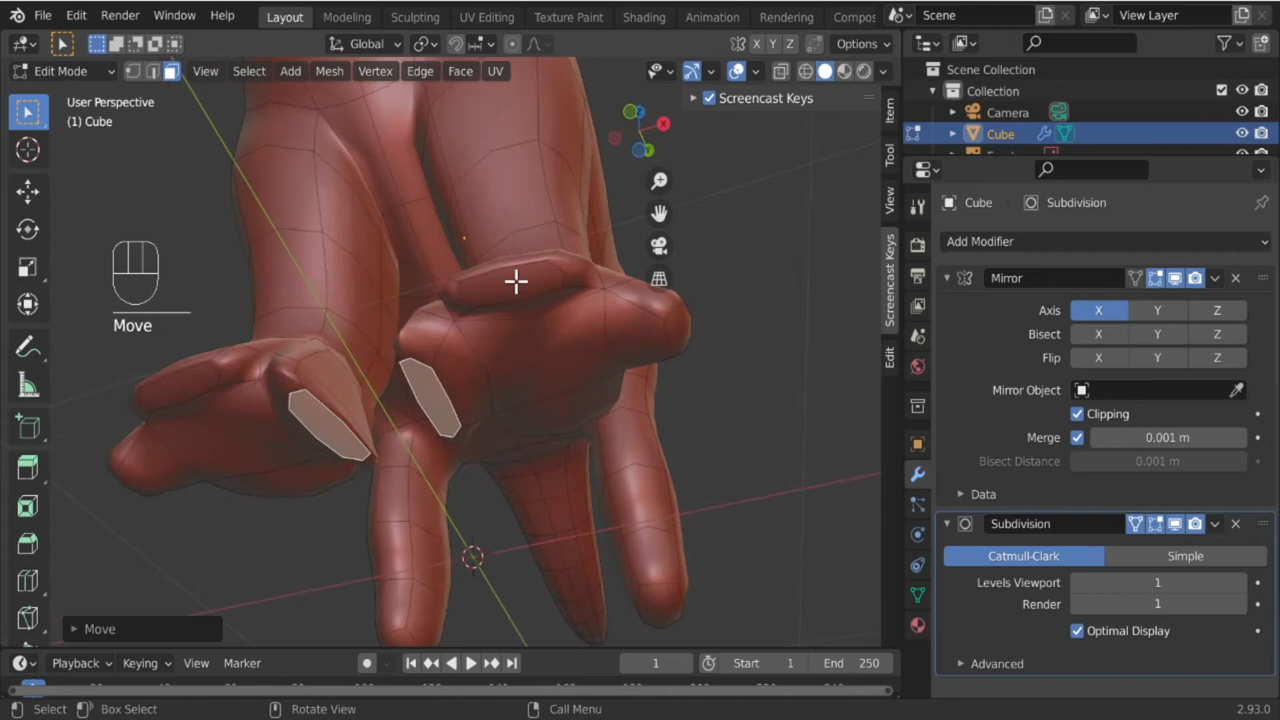 File Edit Render Window Help Layout Modeling Sculpting UV Editing Texture Paint Shading Animation Rendering Compos Scene View Layer
Global X Y Z Options
Edit Mode View Select Add Mesh Vertex Edge Face UV
User Perspective
(1) Cube
Screencast Keys
Item
Tool
View
Screencast Keys
Edit
X
Z
Y
Move
Move
Scene Collection
Collection
Camera
Cube
Cube Subdivision
Add Modifier
Mirror
Axis X Y Z
Bisect X Y Z
Flip X Y Z
Mirror Object
Clipping
Merge 0.001 m
Bisect Distance 0.001 m
Data
Subdivision
Catmull-Clark Simple
Levels Viewport 1
Render 1
Optimal Display
Advanced
Playback Keying View Marker 1 Start 1 End 250
Select Box Select Rotate View Call Menu 2.93.0